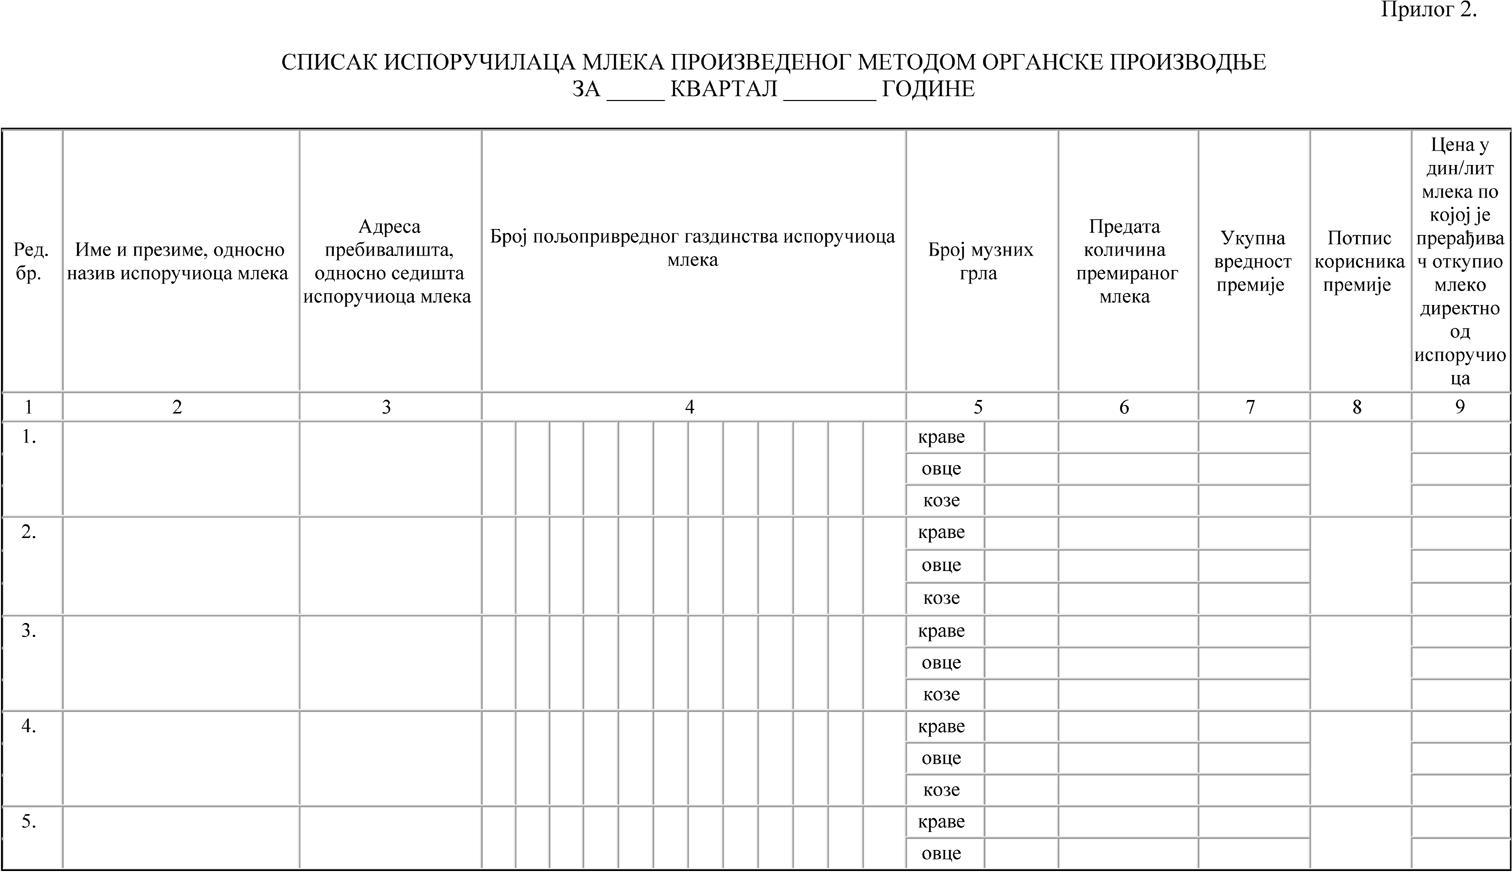 Прилог 2.
СПИСАК ИСПОРУЧИЛАЦА МЛЕКА ПРОИЗВЕДЕНОГ МЕТОДОМ ОРГАНСКЕ ПРОИЗВОДЊЕ
ЗА _____ КВАРТАЛ ________ ГОДИНЕ
Ред.
бр.
Име и презиме, односно
назив испоручиоца млека
Адреса
пребивалишта,
односно седишта
испоручиоца млека
Број пољопривредног газдинства испоручиоца
млека
Број музних
грла
Предата
количина
премираног
млека
Укупна
вредност
премије
Потпис
корисника
премије
Цена у
дин/лит
млека по
којој је
прерађива
ч откупио
млеко
директно
од
испоручио
ца
1 2 3 4 5 6 7 8 9
1. краве
овце
козе
2. краве
овце
козе
3. краве
овце
козе
4. краве
овце
козе
5. краве
овце